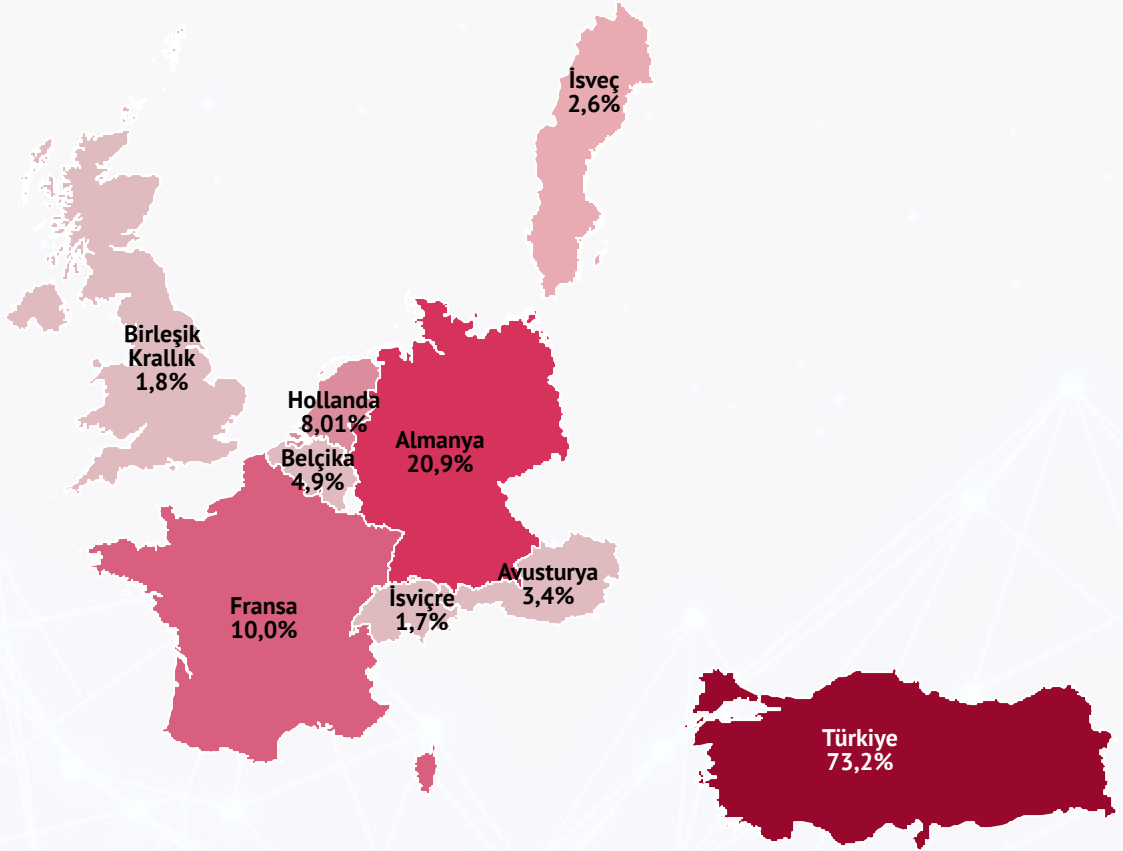 İsveç
2,6%
Birleşik
Krallık
1,8%
Hollanda
8,01%
Almanya
20,9%
Belçika
4,9%
Avusturya
3,4%
İsviçre
1,7%
Fransa
10,0%
Türkiye
73,2%